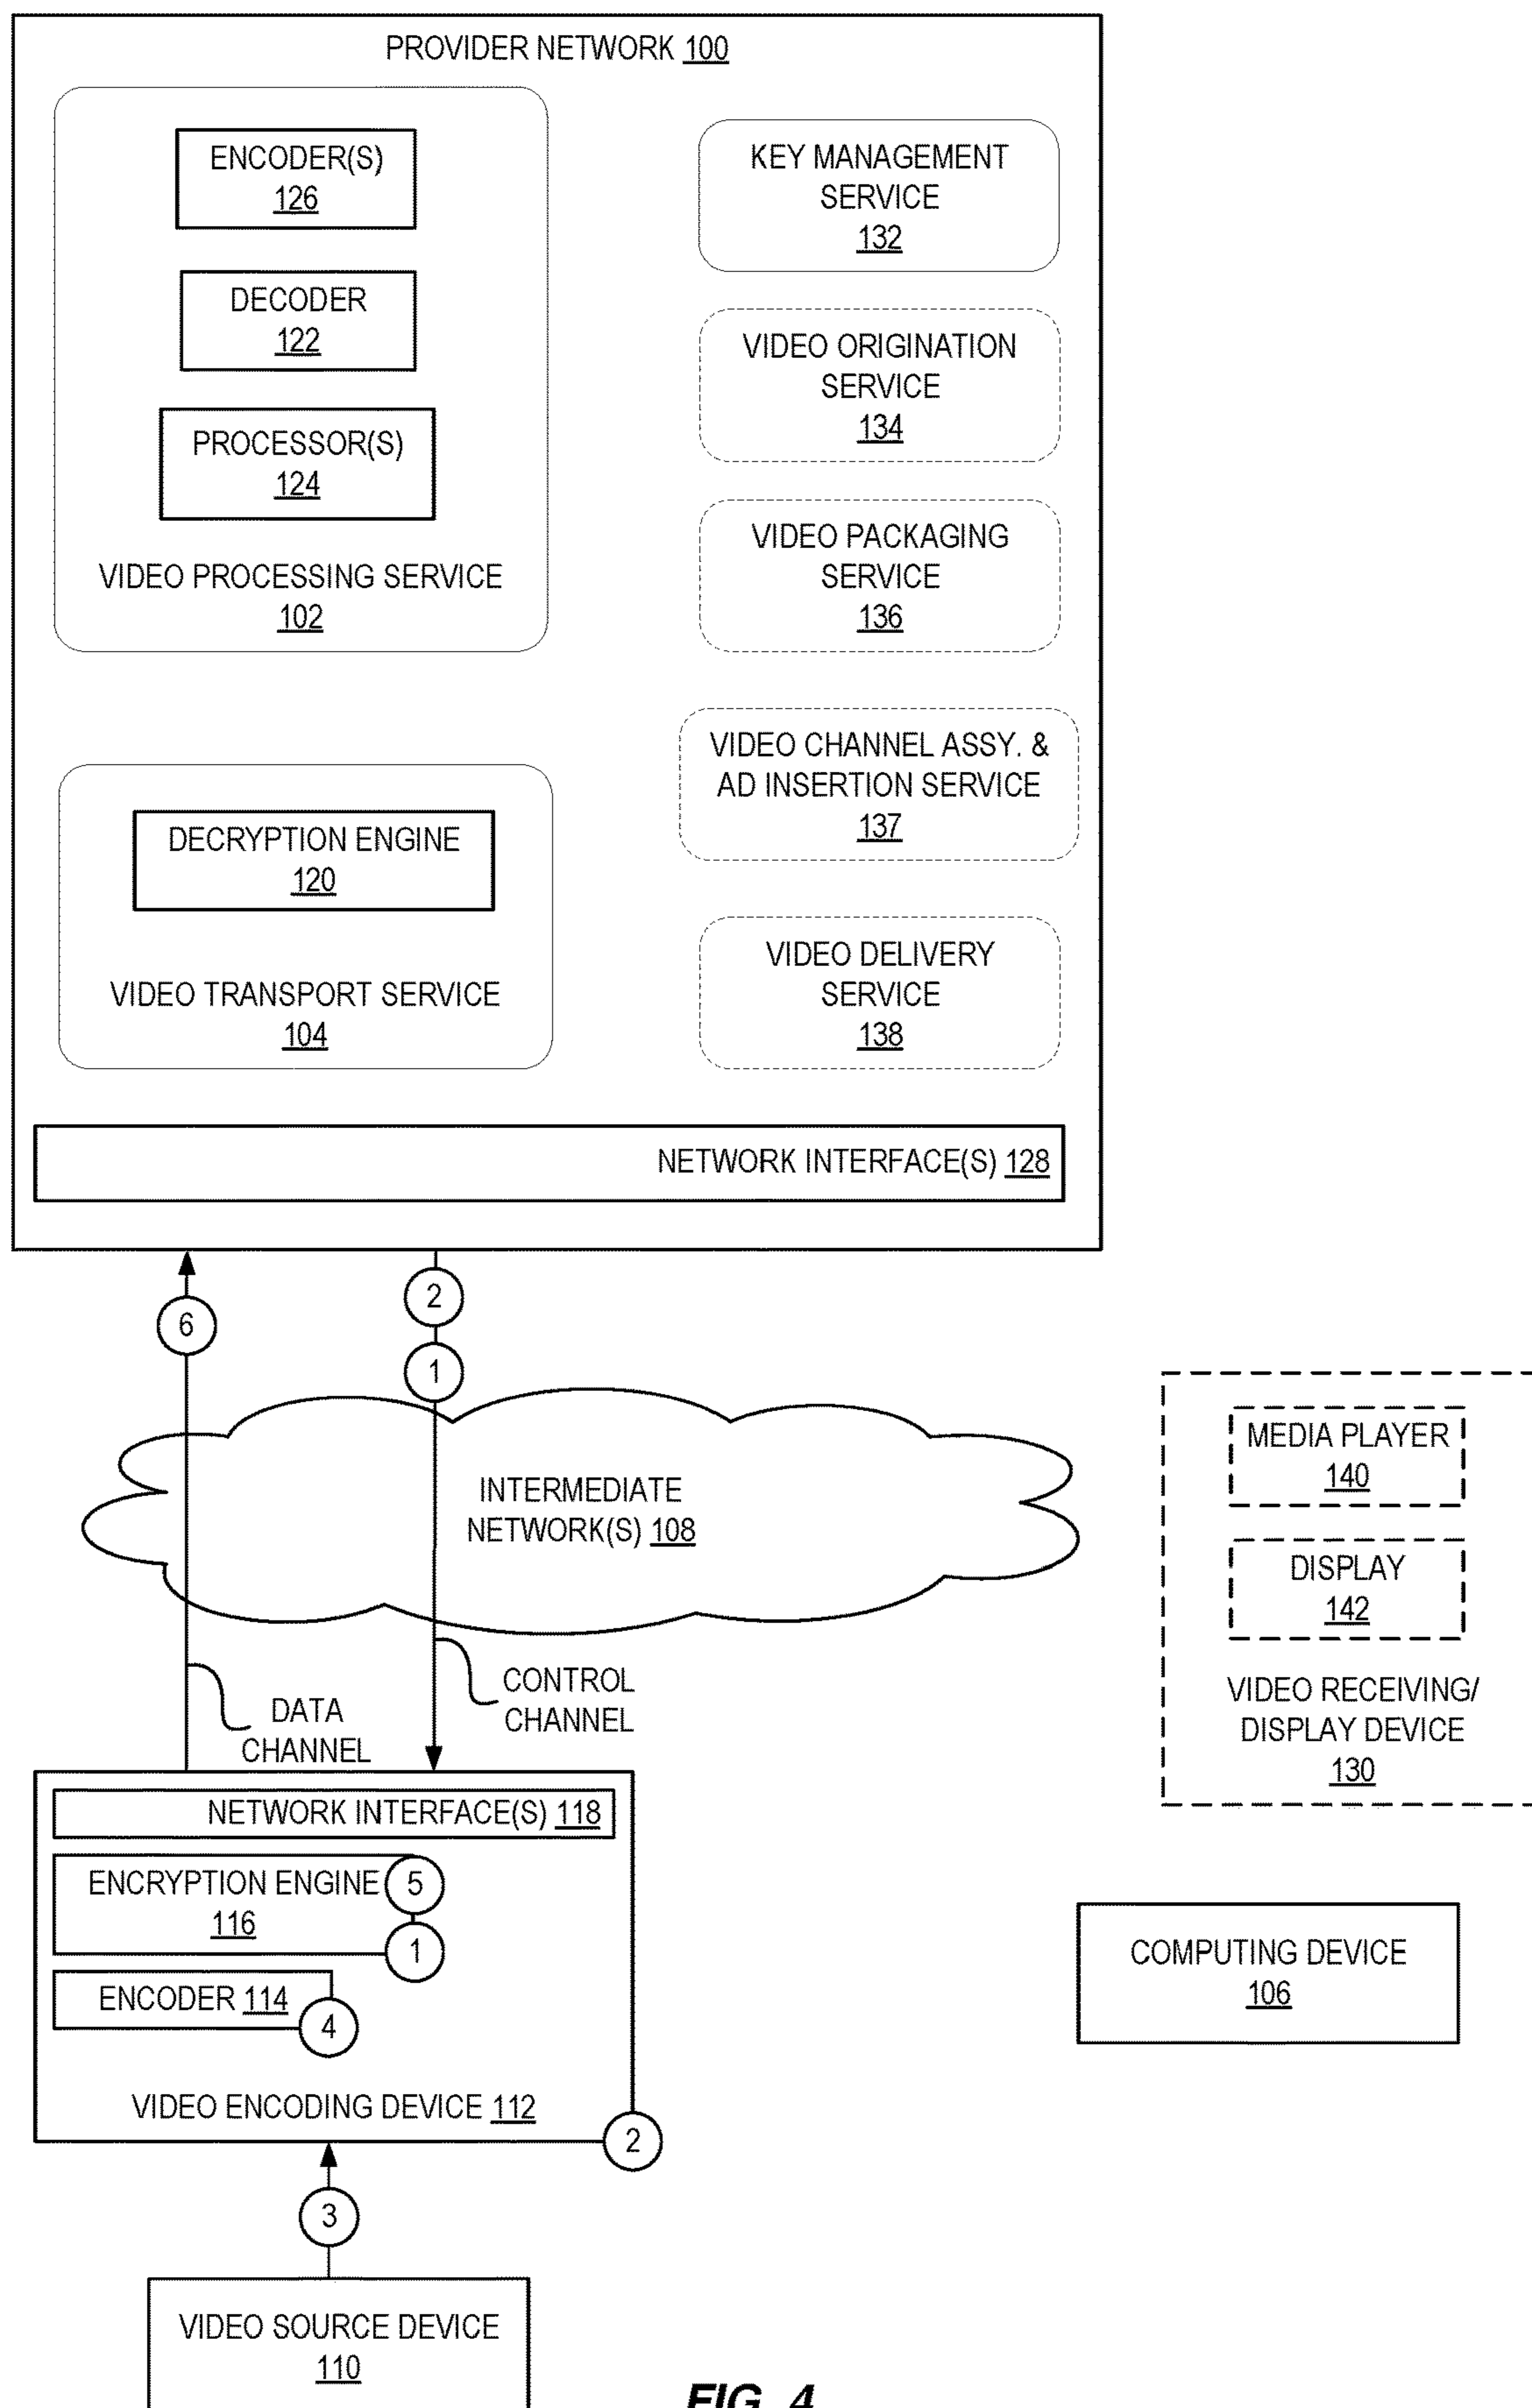 PROVIDER NETWORK 100
ENCODER(S)
126
DECODER
122
PROCESSOR(S)
124
VIDEO PROCESSING SERVICE
102
KEY MANAGEMENT
SERVICE
132
VIDEO ORIGINATION
SERVICE
134
VIDEO PACKAGING
SERVICE
136
VIDEO CHANNEL ASSY. &
AD INSERTION SERVICE
137
DECRYPTION ENGINE
120
VIDEO TRANSPORT SERVICE
104
VIDEO DELIVERY
SERVICE
138
NETWORK INTERFACE(S) 128
6
2
1
INTERMEDIATE
NETWORK(S) 108
DATA
CHANNEL
CONTROL
CHANNEL
MEDIA PLAYER
140
DISPLAY
142
VIDEO RECEIVING/
DISPLAY DEVICE
130
NETWORK INTERFACE(S) 118
ENCRYPTION ENGINE
116
5
1
ENCODER 114
4
VIDEO ENCODING DEVICE 112
2
COMPUTING DEVICE
106
3
VIDEO SOURCE DEVICE
110
FIG. 4